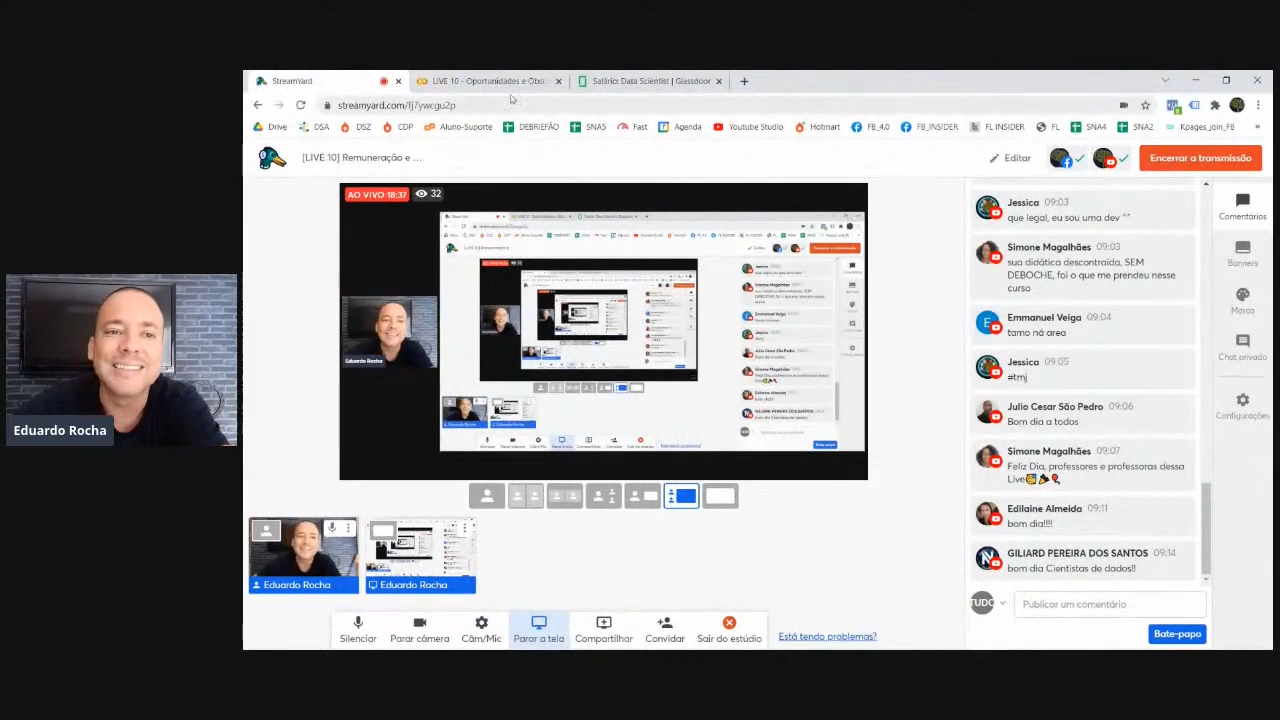 StreamYard
LIVE 10 - Oportunidades e Obst
Salário: Data Scientist | Glassdoor
streamyard.com/fj7ywcgu2p
Drive
DSA
DSZ
CDP
Aluno-Suporte
DEBRIEFÃO
SNA5
Fast
Agenda
Youtube Studio
Hotmart
FB_4.0
FB_INSIDER
FL INSIDER
FL
SNA4
SNA2
Kpages_join_FB
»
[LIVE 10] Remuneração e ...
Editar
Encerrar a transmissão
AO VIVO 18:37
32
Eduardo Rocha
Eduardo Rocha
Eduardo Rocha
Eduardo Rocha
Jessica 09:03
que legal, eu sou uma dev ^^
Simone Magalhães 09:03
sua didática descontraída, SEM
DEBOCHE, foi o que me prendeu nesse
curso
Emmanuel Veiga 09:04
tamo ná area
Jessica 09:05
#tmj
Julio Cesar São Pedro 09:06
Bom dia a todos
Simone Magalhães 09:07
Feliz Dia, professores e professoras dessa
Live
Edilaine Almeida 09:11
bom dia!!!!
GILIARD PEREIRA DOS SANTOS 09:14
bom dia Cientistas de dados!!
TUDO
Publicar um comentário
Bate-papo
Comentários
Banners
Marca
Chat privado
Configurações
Silenciar
Parar câmera
Câm/Mic
Parar a tela
Compartilhar
Convidar
Sair do estúdio
Está tendo problemas?